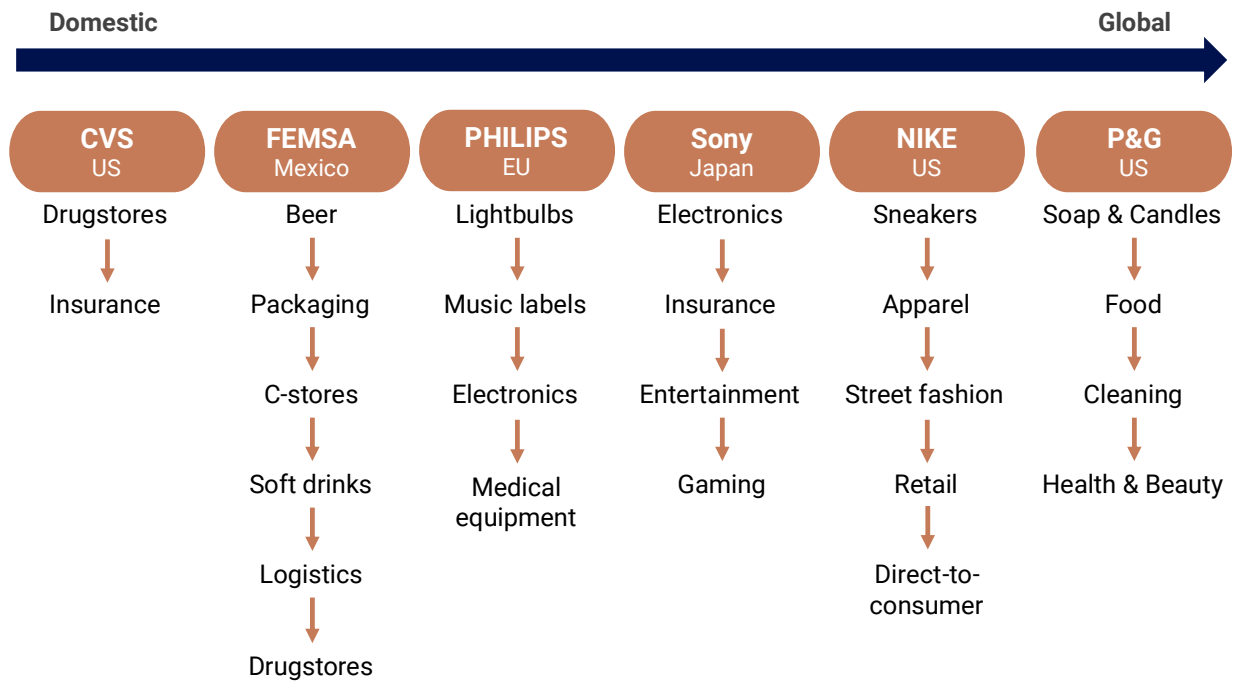 Domestic
Global
CVS
US
FEMSA
Mexico
PHILIPS
EU
Sony
Japan
NIKE
US
P&G
US
Drugstores
Insurance
Beer
Packaging
C-stores
Soft drinks
Logistics
Drugstores
Lightbulbs
Music labels
Electronics
Medical
equipment
Electronics
Insurance
Entertainment
Gaming
Sneakers
Apparel
Street fashion
Retail
Direct-to-
consumer
Soap & Candles
Food
Cleaning
Health & Beauty